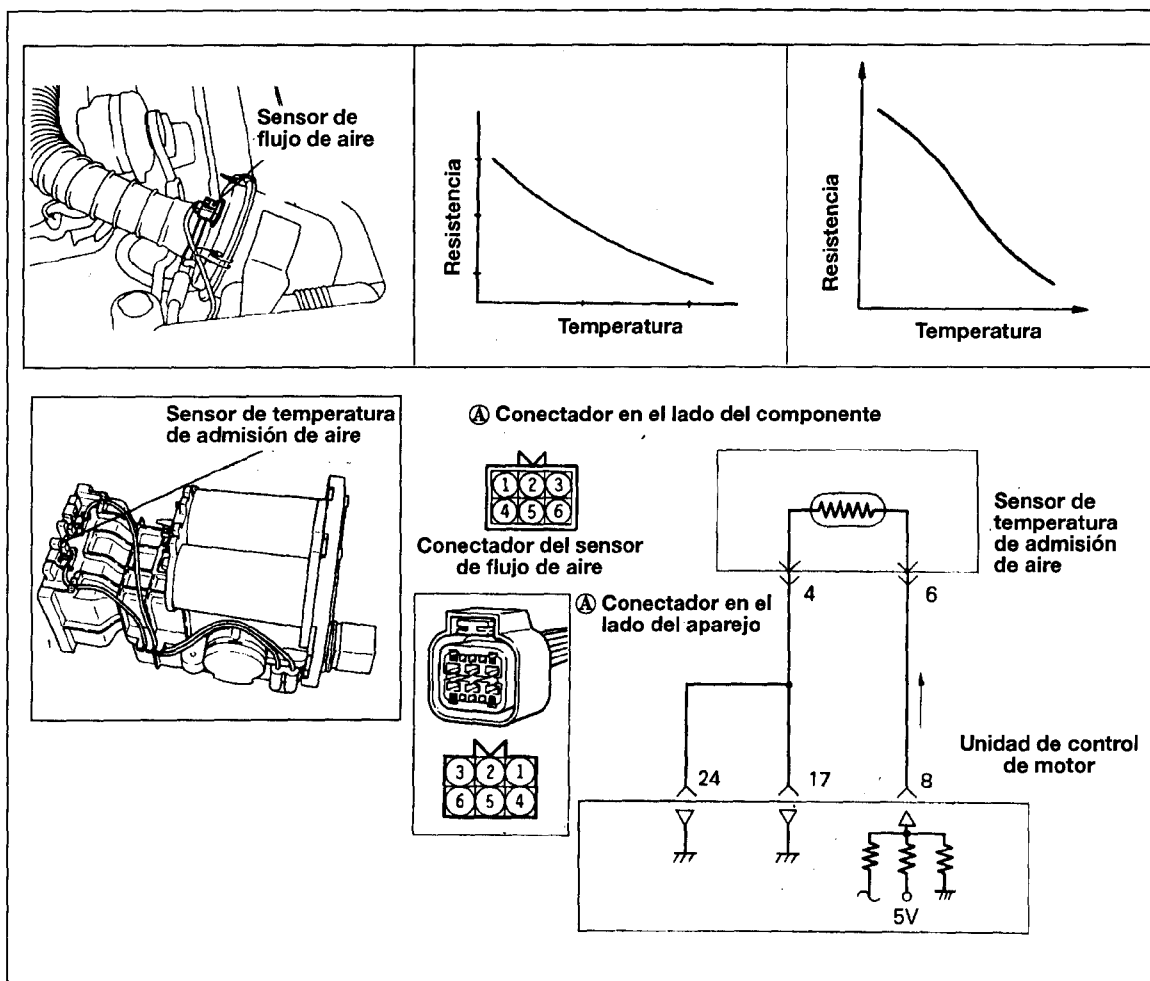 Sensor de
flujo de aire
Resistencia
Temperatura
Resistencia
Temperatura
Sensor de temperatura
de admisión de aire
Ⓐ Conectador en el lado del componente
1 2 3
4 5 6
Conectador del sensor
de flujo de aire
Ⓐ Conectador en el
lado del aparejo
3 2 1
6 5 4
Sensor de
temperatura
de admisión
de aire
4 6
Unidad de control
de motor
24 17 8
5V